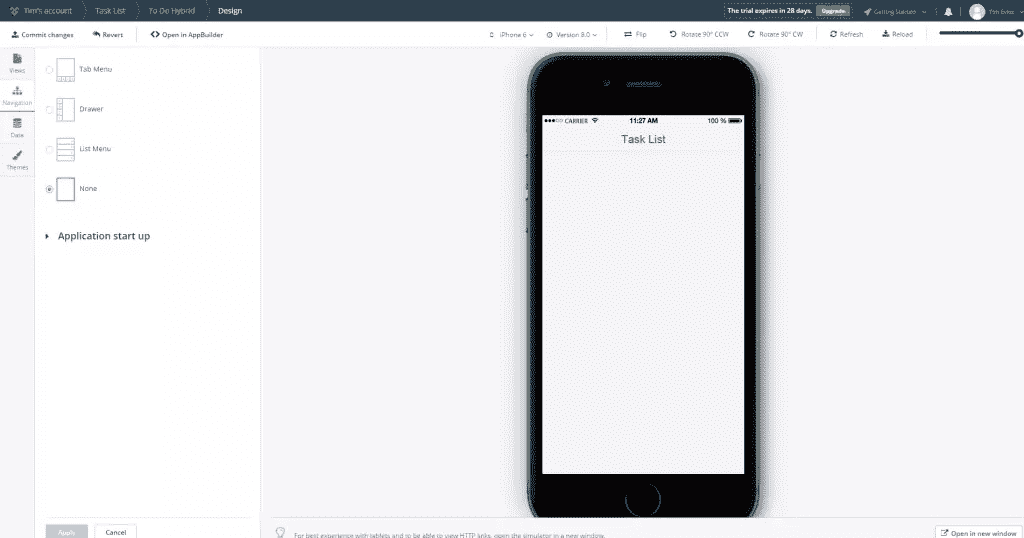 Tim's account Task List To-Do Hybrid Design The trial expires in 28 days. Upgrade Getting Started
Commit changes Revert Open in AppBuilder iPhone 6 Version 8.0 Flip Rotate 90° CCW Rotate 90° CW Refresh Reload
Views
Navigation
Data
Themes
Tab Menu
Drawer
List Menu
None
Application start up
CARRIER 11:27 AM 100 %
Task List
Apply Cancel
For best experience with tablets and to be able to view HTTP links, open the simulator in a new window.
Open in new window